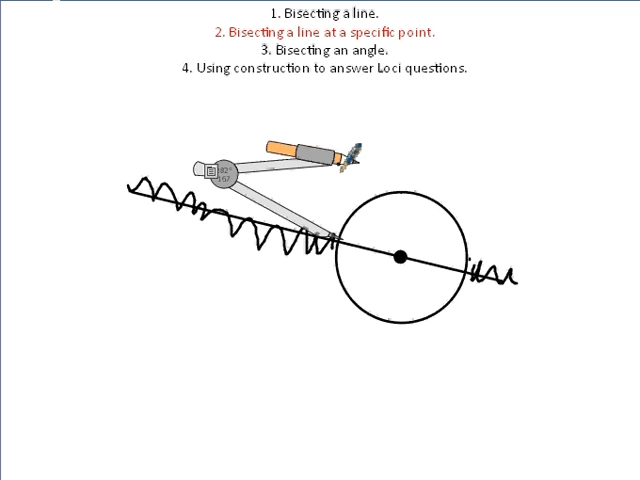 1. Bisecting a line.
2. Bisecting a line at a specific point.
3. Bisecting an angle.
4. Using construction to answer Loci questions.
167